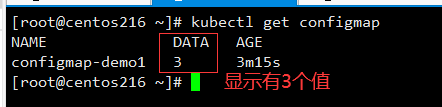 [root@centos216 ~]# kubectl get configmap
NAME DATA AGE
configmap-demo1 3 3m15s
[root@centos216 ~]# 显示有3个值